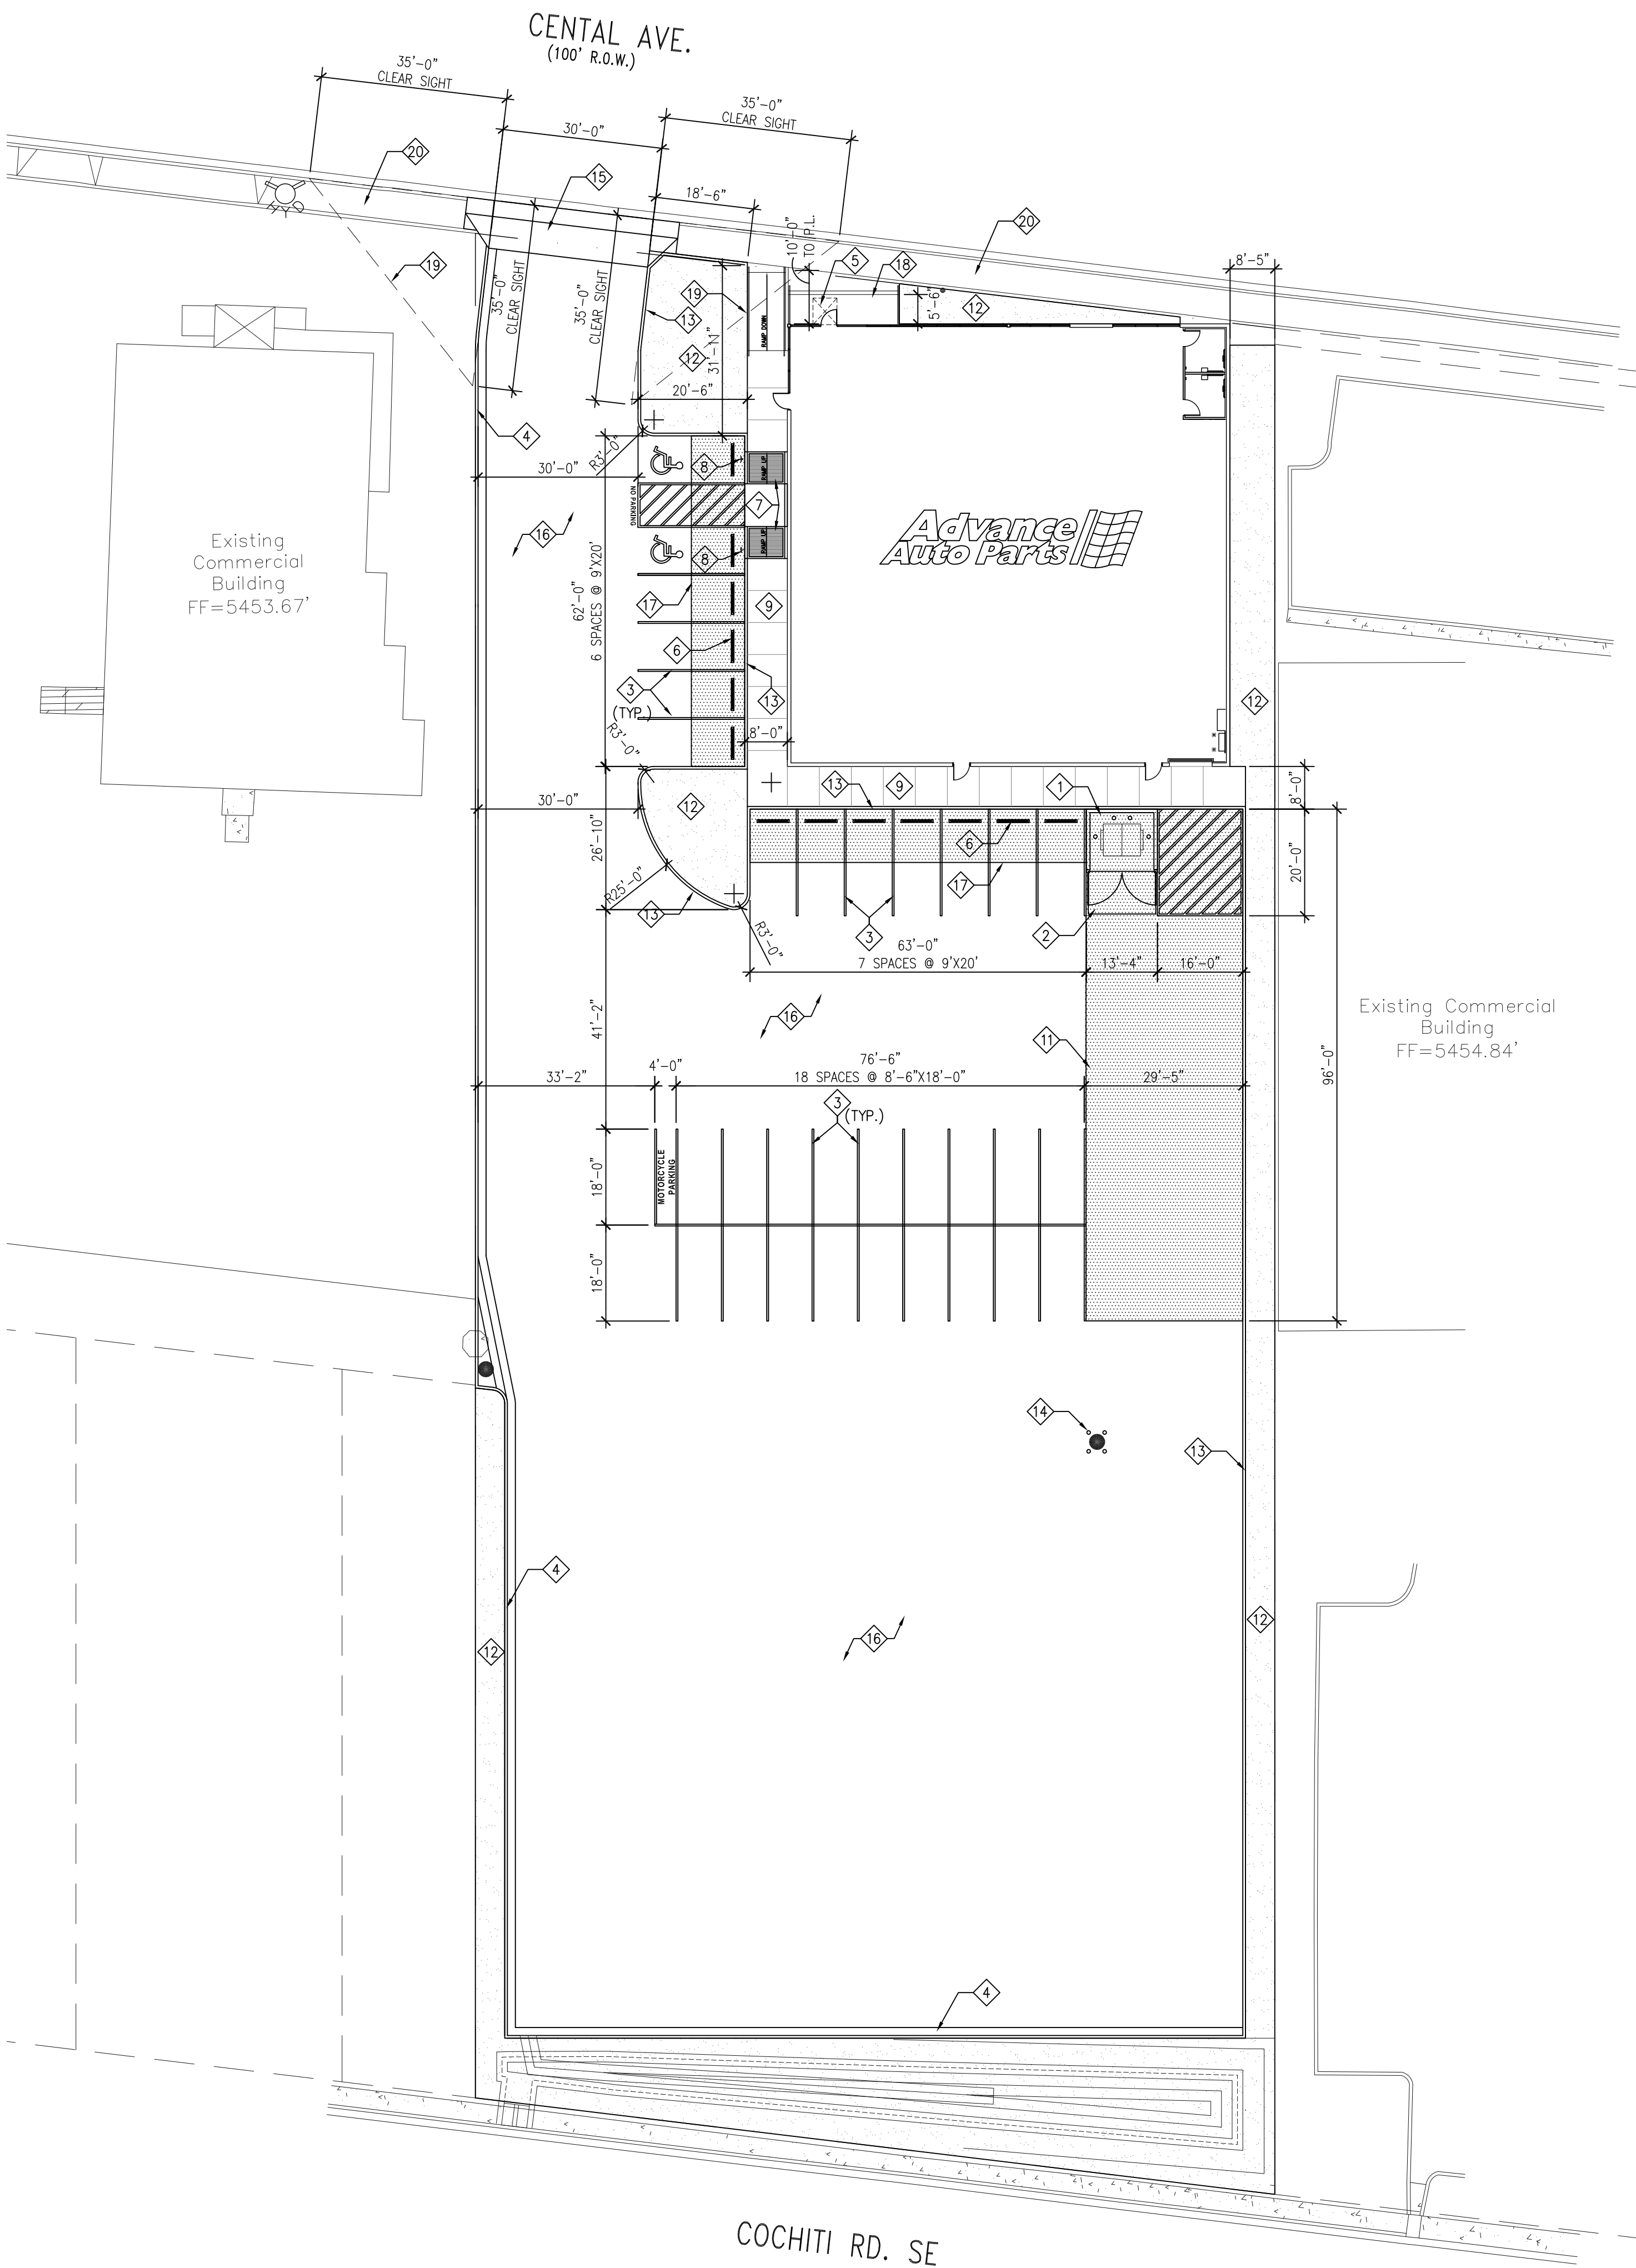 CENTAL AVE.
(100' R.O.W.)
35'-0"
CLEAR SIGHT
35'-0"
CLEAR SIGHT
30'-0"
20
15
18'-6"
10'-0"
TO P.L.
20
5
18
8'-5"
HYD
19
35'-0"
CLEAR SIGHT
35'-0"
CLEAR SIGHT
19
13
RAMP DOWN
5'-6"
12
12
31'-11"
20'-6"
4
R3'-0"
30'-0"
8
RAMP UP
NO PARKING
7
16
8
RAMP UP
Advance
Auto Parts
Existing
Commercial
Building
FF=5453.67'
62'-0"
6 SPACES @ 9'X20'
17
9
6
3
(TYP.)
13
12
R3'-0"
8'-0"
13
9
1
8'-0"
30'-0"
12
26'-10"
6
20'-0"
R25'-0"
17
13
R3'-0"
3
2
63'-0"
7 SPACES @ 9'X20'
13'-4"
16'-0"
41'-2"
16
11
Existing Commercial
Building
FF=5454.84'
96'-0"
33'-2"
4'-0"
76'-6"
18 SPACES @ 8'-6"X18'-0"
29'-5"
3
(TYP.)
MOTORCYCLE
PARKING
18'-0"
18'-0"
14
13
4
12
16
12
4
COCHITI RD. SE